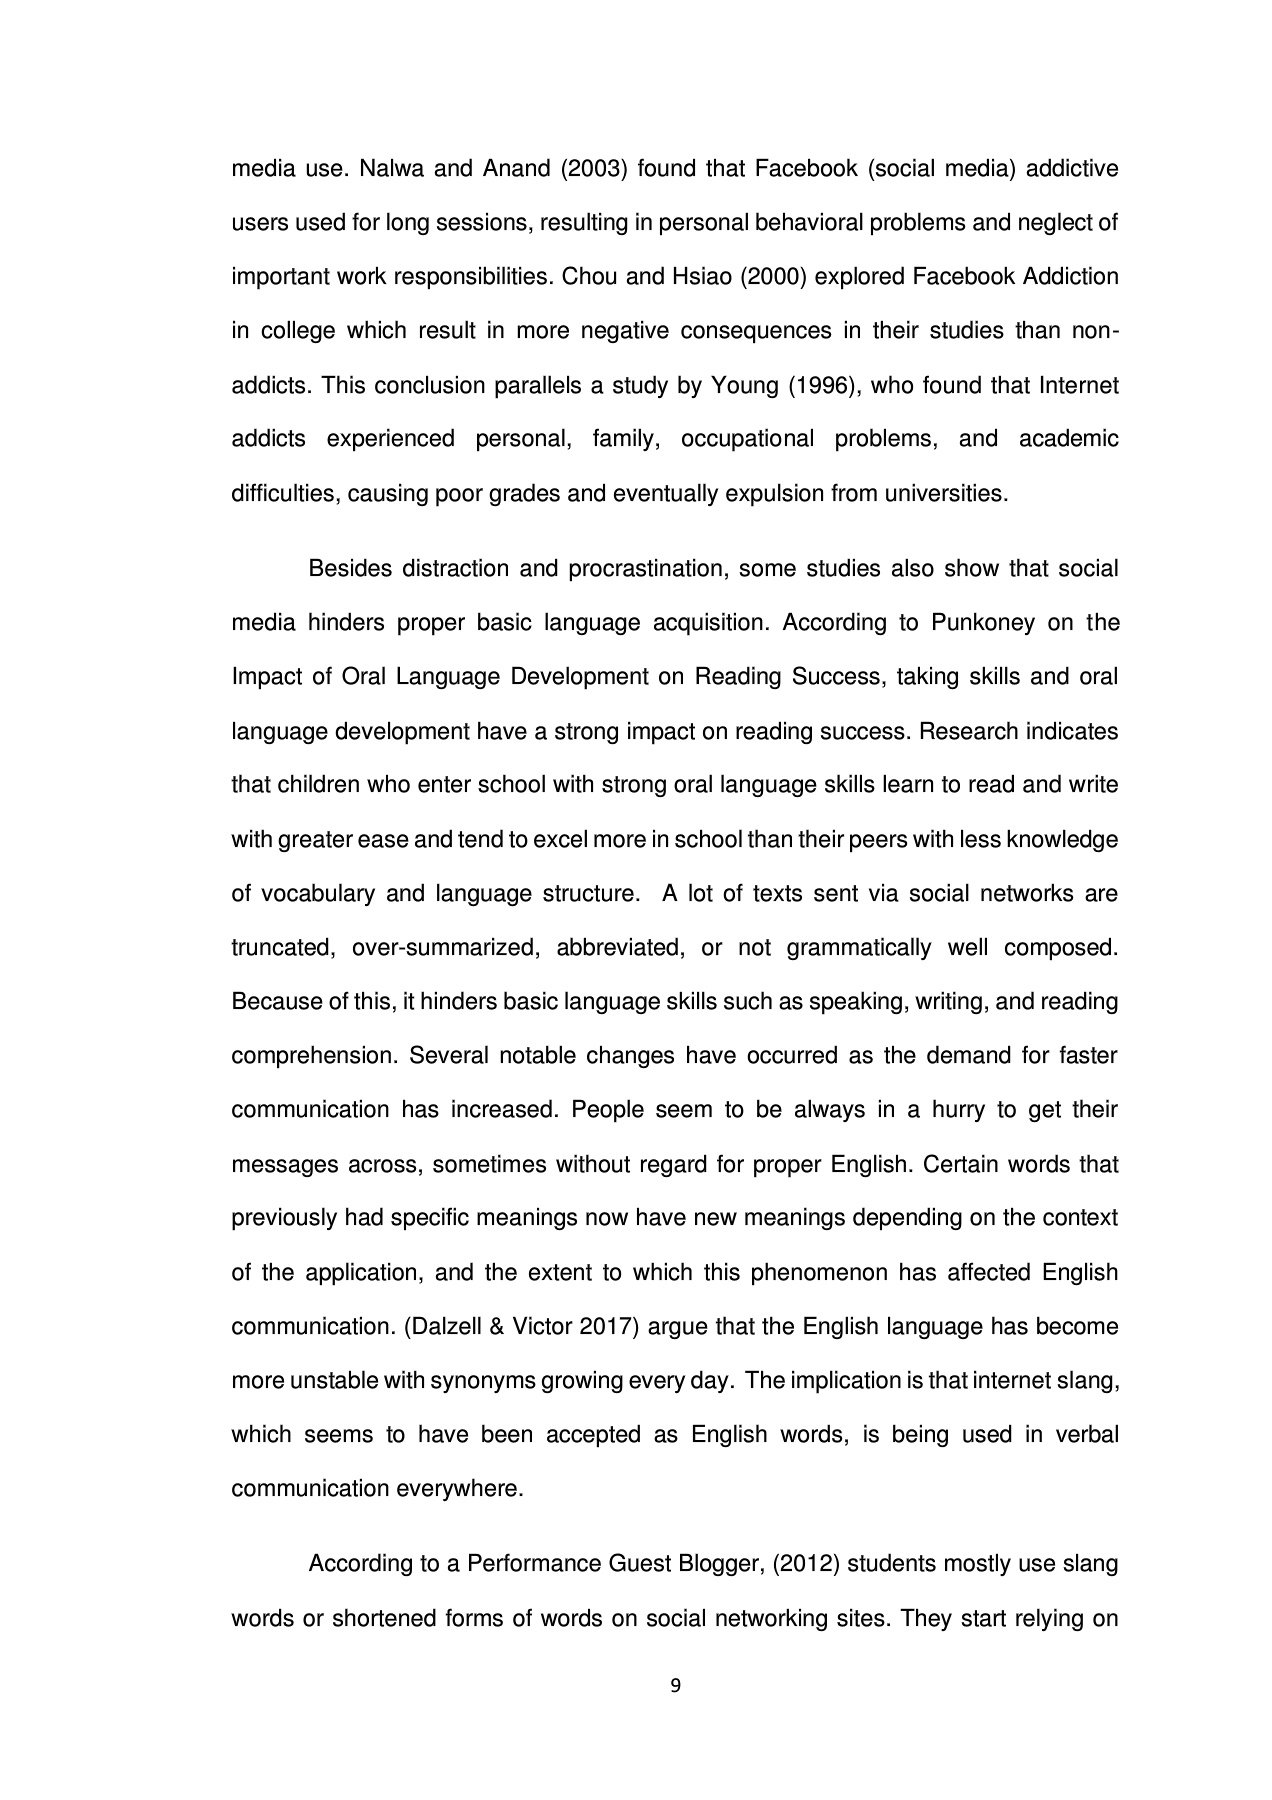 media use. Nalwa and Anand (2003) found that Facebook (social media) addictive
users used for long sessions, resulting in personal behavioral problems and neglect of
important work responsibilities. Chou and Hsiao (2000) explored Facebook Addiction
in college which result in more negative consequences in their studies than non-
addicts. This conclusion parallels a study by Young (1996), who found that Internet
addicts experienced personal, family, occupational problems, and academic
difficulties, causing poor grades and eventually expulsion from universities.
Besides distraction and procrastination, some studies also show that social
media hinders proper basic language acquisition. According to Punkoney on the
Impact of Oral Language Development on Reading Success, taking skills and oral
language development have a strong impact on reading success. Research indicates
that children who enter school with strong oral language skills learn to read and write
with greater ease and tend to excel more in school than their peers with less knowledge
of vocabulary and language structure.  A lot of texts sent via social networks are
truncated, over-summarized, abbreviated, or not grammatically well composed.
Because of this, it hinders basic language skills such as speaking, writing, and reading
comprehension. Several notable changes have occurred as the demand for faster
communication has increased. People seem to be always in a hurry to get their
messages across, sometimes without regard for proper English. Certain words that
previously had specific meanings now have new meanings depending on the context
of the application, and the extent to which this phenomenon has affected English
communication. (Dalzell & Victor 2017) argue that the English language has become
more unstable with synonyms growing every day.  The implication is that internet slang,
which seems to have been accepted as English words, is being used in verbal
communication everywhere.
According to a Performance Guest Blogger, (2012) students mostly use slang
words or shortened forms of words on social networking sites. They start relying on
9